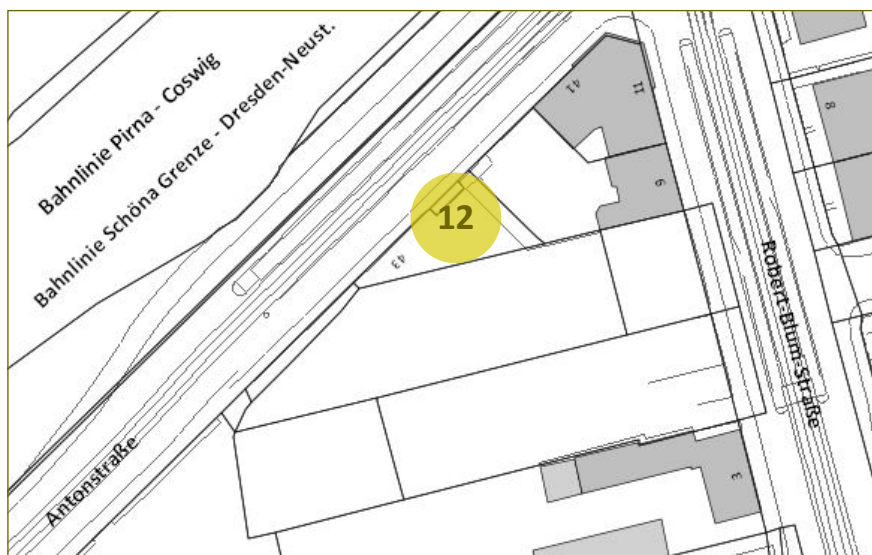 Bahnlinie Pirna - Coswig
Bahnlinie Schöna Grenze - Dresden-Neust.
41
11
8
9
12
43
Robert-Blum-Straße
Antonstraße
3